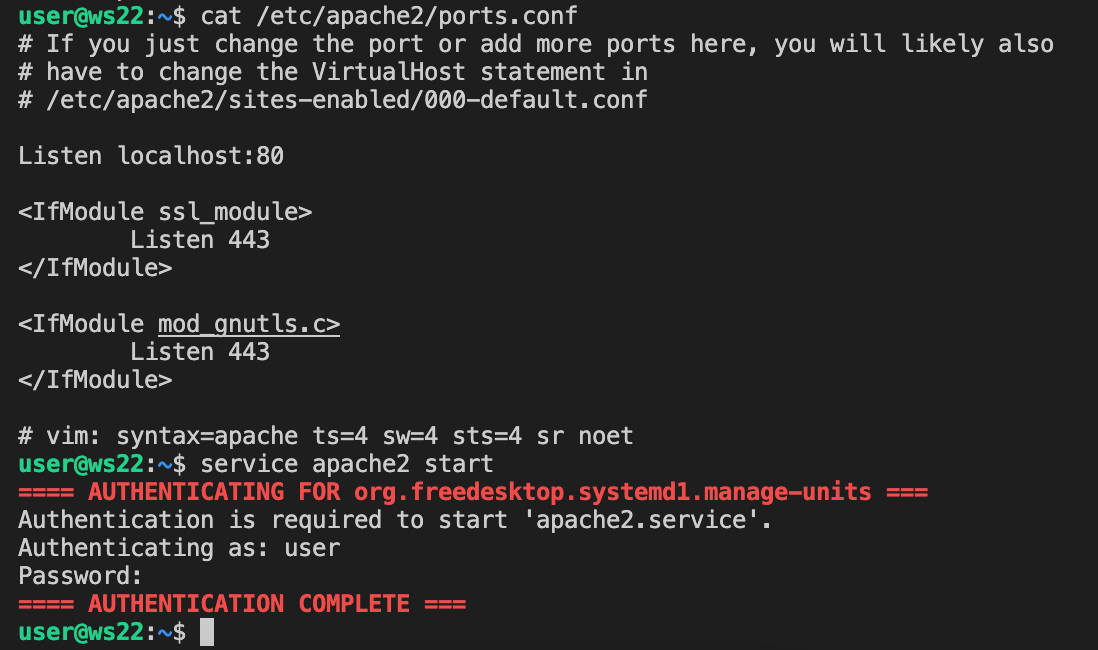 user@ws22:~$ cat /etc/apache2/ports.conf
# If you just change the port or add more ports here, you will likely also
# have to change the VirtualHost statement in
# /etc/apache2/sites-enabled/000-default.conf

Listen localhost:80

<IfModule ssl_module>
        Listen 443
</IfModule>

<IfModule mod_gnutls.c>
        Listen 443
</IfModule>

# vim: syntax=apache ts=4 sw=4 sts=4 sr noet
user@ws22:~$ service apache2 start
==== AUTHENTICATING FOR org.freedesktop.systemd1.manage-units ===
Authentication is required to start 'apache2.service'.
Authenticating as: user
Password:
==== AUTHENTICATION COMPLETE ===
user@ws22:~$